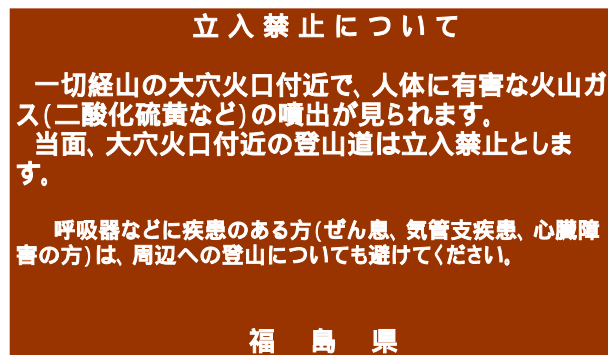 立入禁止について
一切経山の大穴火口付近で、人体に有害な火山ガ
ス(二酸化硫黄など)の噴出が見られます。
当面、大穴火口付近の登山道は立入禁止としま
す。
呼吸器などに疾患のある方(ぜん息、気管支疾患、心臓障
害の方)は、周辺への登山についても避けてください。
福島県